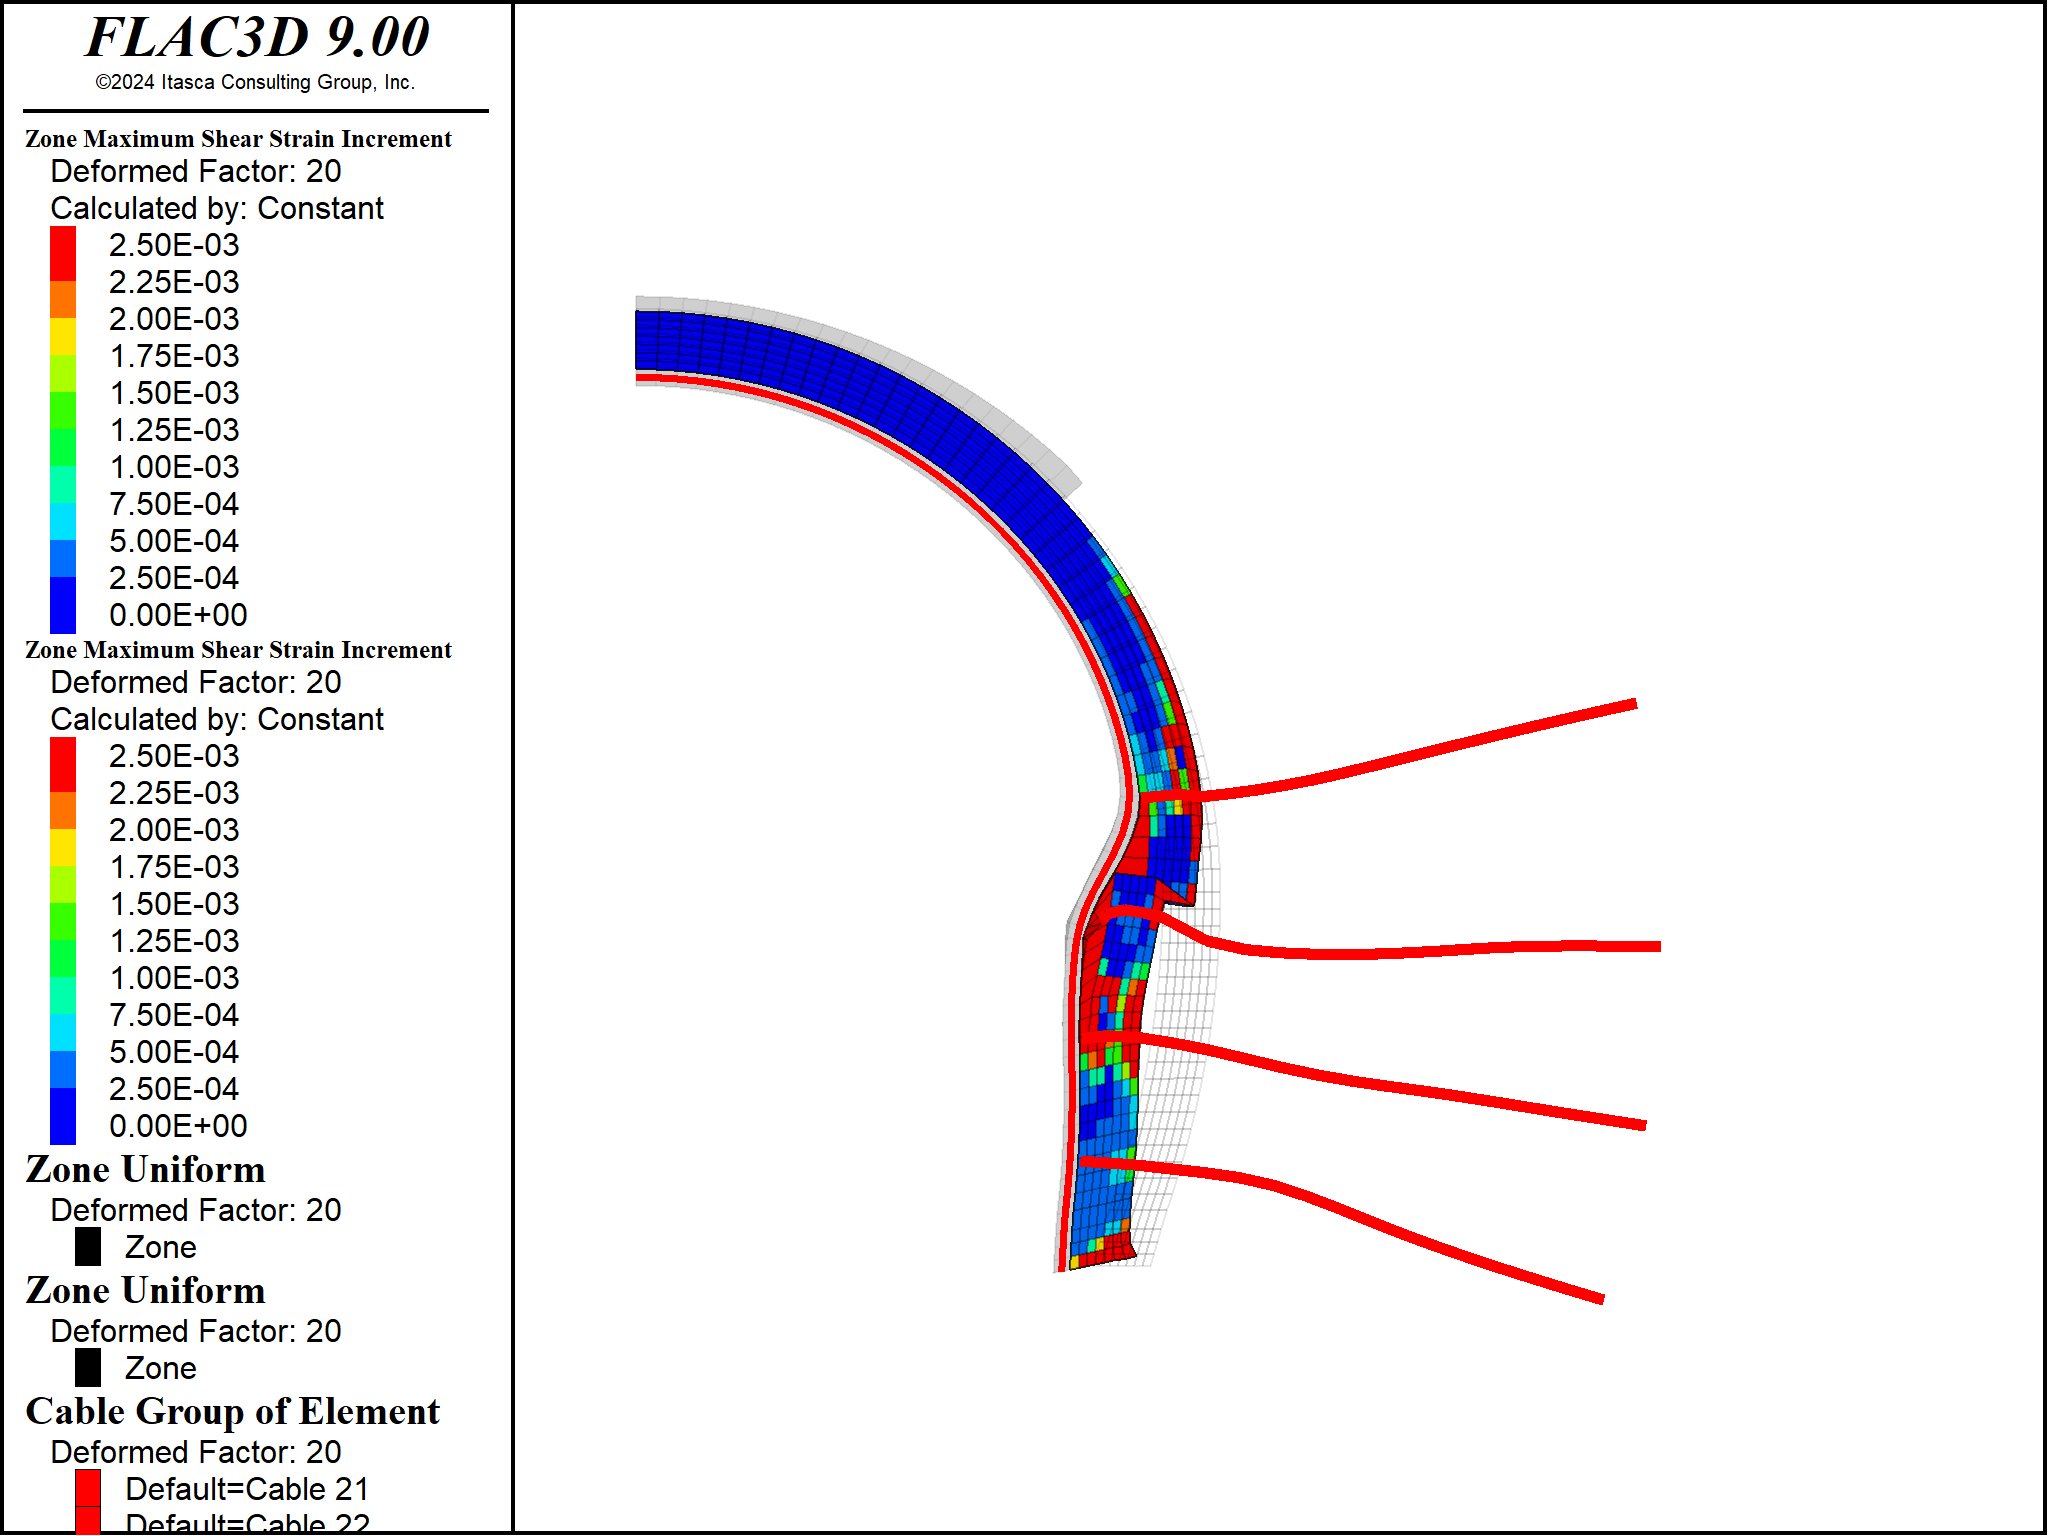 FLAC3D 9.00
©2024 Itasca Consulting Group, Inc.
Zone Maximum Shear Strain Increment
Deformed Factor: 20
Calculated by: Constant
2.50E-03
2.25E-03
2.00E-03
1.75E-03
1.50E-03
1.25E-03
1.00E-03
7.50E-04
5.00E-04
2.50E-04
0.00E+00
Zone Maximum Shear Strain Increment
Deformed Factor: 20
Calculated by: Constant
2.50E-03
2.25E-03
2.00E-03
1.75E-03
1.50E-03
1.25E-03
1.00E-03
7.50E-04
5.00E-04
2.50E-04
0.00E+00
Zone Uniform
Deformed Factor: 20
Zone
Zone Uniform
Deformed Factor: 20
Zone
Cable Group of Element
Deformed Factor: 20
Default=Cable 21
Default=Cable 22